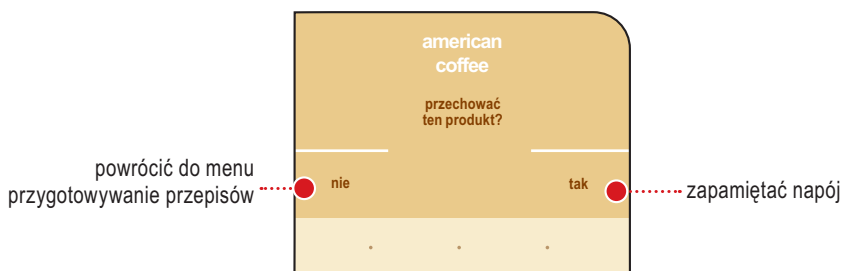 american
coffee
przechować
ten produkt?
powrócić do menu
przygotowywanie przepisów
nie
tak
zapamiętać napój